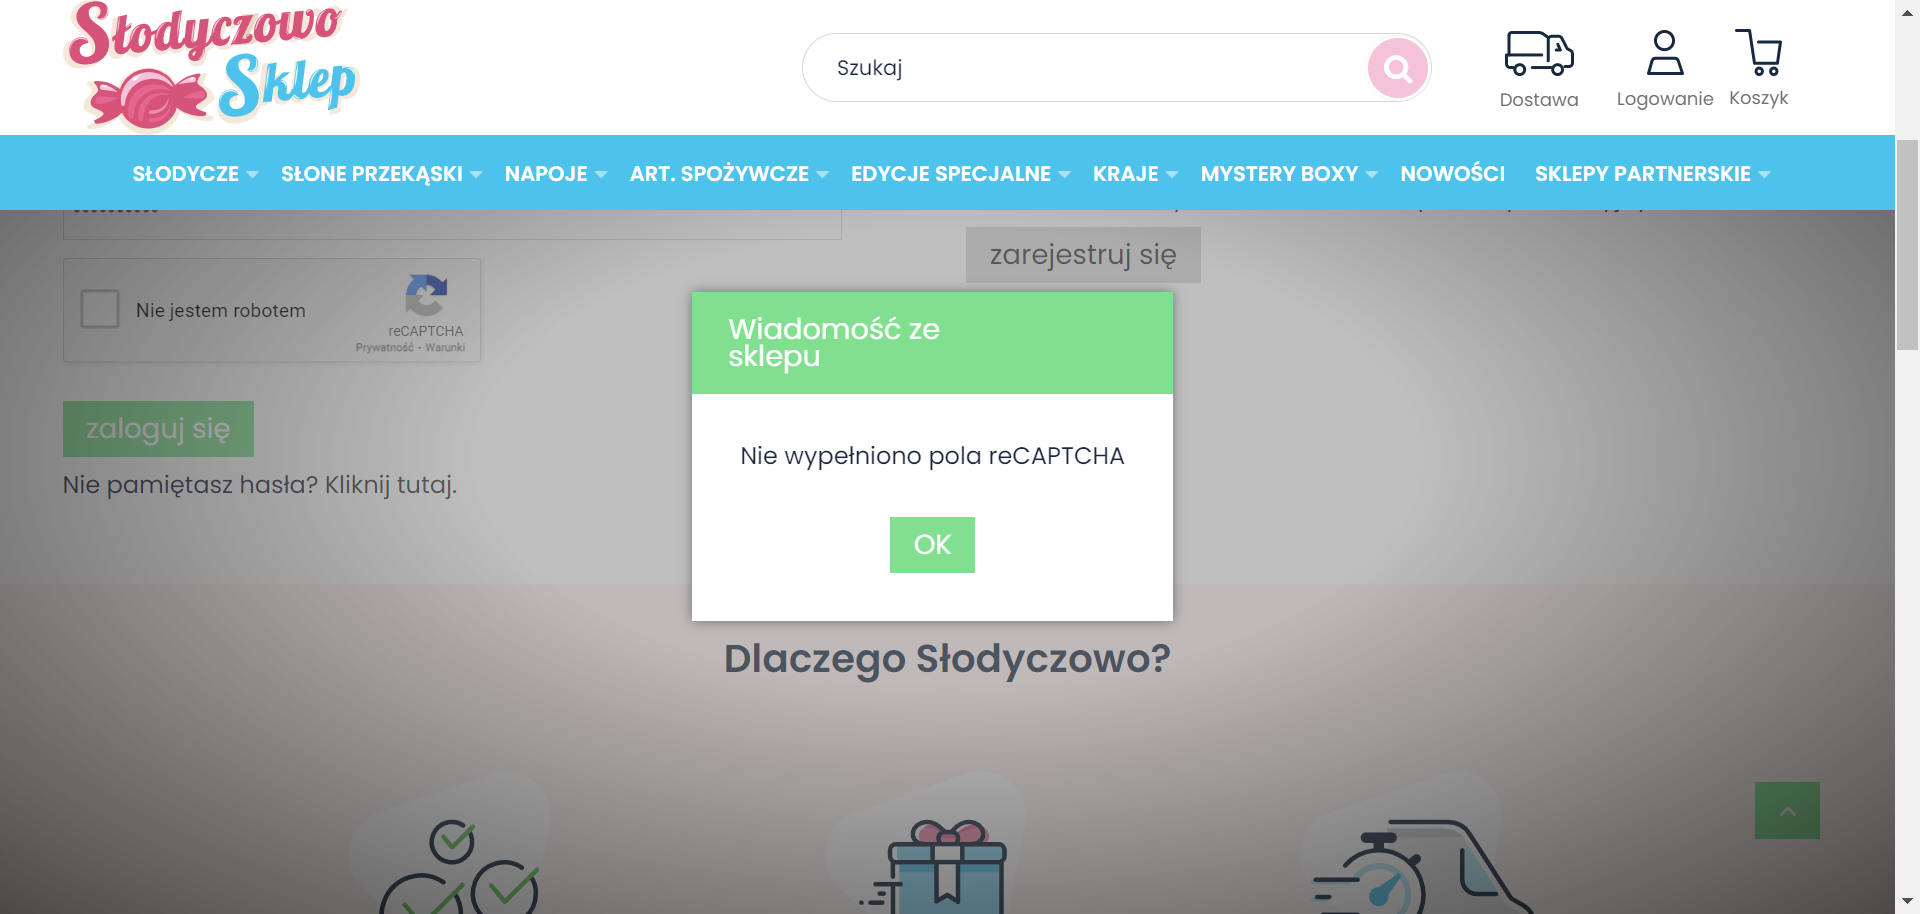 Słodyczowo
Sklep
Szukaj
Dostawa
Logowanie
Koszyk
SŁODYCZE
SŁONE PRZEKĄSKI
NAPOJE
ART. SPOŻYWCZE
EDYCJE SPECJALNE
KRAJE
MYSTERY BOXY
NOWOŚCI
SKLEPY PARTNERSKIE
zarejestruj się
Nie jestem robotem
reCAPTCHA
Prywatność - Warunki
Wiadomość ze
sklepu
Nie wypełniono pola reCAPTCHA
OK
zaloguj się
Nie pamiętasz hasła? Kliknij tutaj.
Dlaczego Słodyczowo?